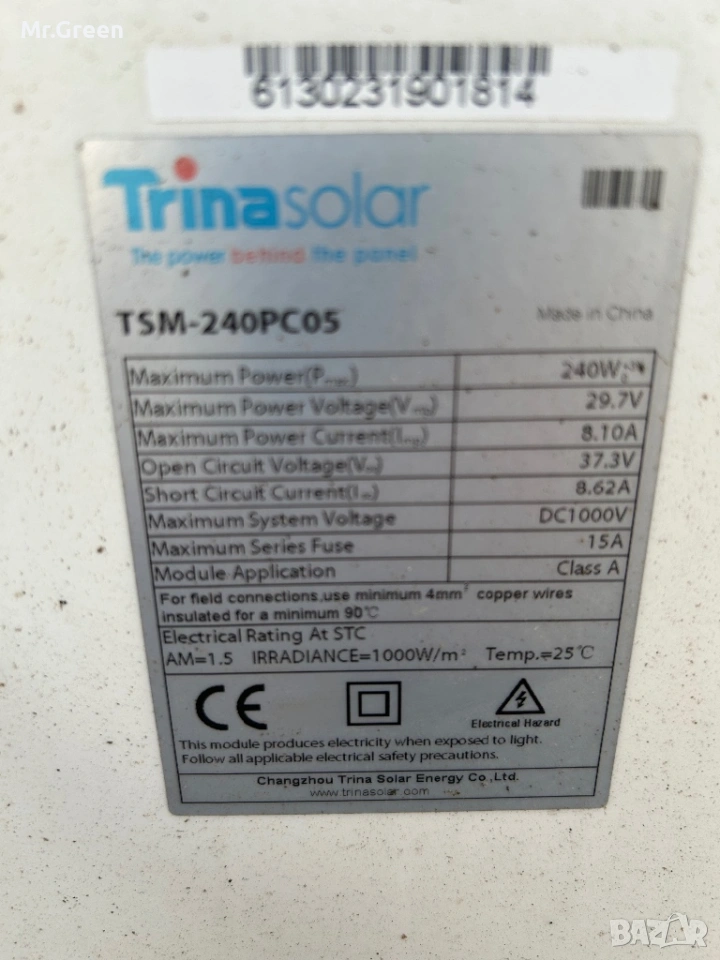 Mr.Green
6130231901814
Trinasolar
The power behind the panel
TSM-240PC05
Made in China
Maximum Power(Pmax) 240W
Maximum Power Voltage(Vmp) 29.7V
Maximum Power Current(Imp) 8.10A
Open Circuit Voltage(Voc) 37.3V
Short Circuit Current(Isc) 8.62A
Maximum System Voltage DC1000V
Maximum Series Fuse 15A
Module Application Class A
For field connections,use minimum 4mm² copper wires
insulated for a minimum 90℃
Electrical Rating At STC
AM=1.5 IRRADIANCE=1000W/m² Temp.=25℃
CE
Electrical Hazard
This module produces electricity when exposed to light.
Follow all applicable electrical safety precautions.
Changzhou Trina Solar Energy Co.,Ltd.
www.trinasolar.com
BAZAR